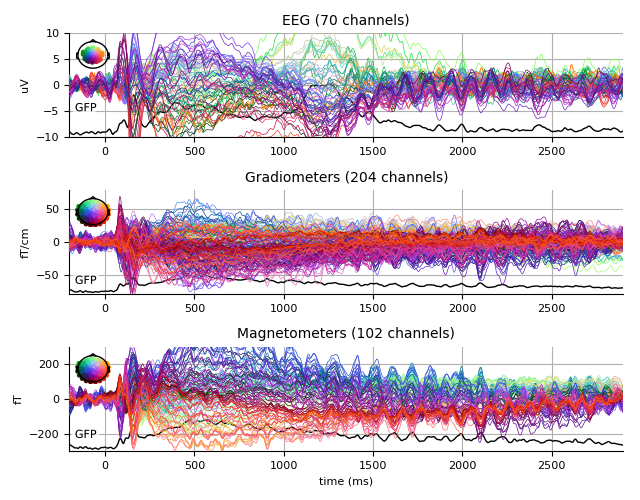 EEG (70 channels)
10
5
0
−5
−10
uV
GFP
0
500
1000
1500
2000
2500
Gradiometers (204 channels)
50
0
−50
fT/cm
GFP
0
500
1000
1500
2000
2500
Magnetometers (102 channels)
200
0
−200
fT
GFP
0
500
1000
1500
2000
2500
time (ms)